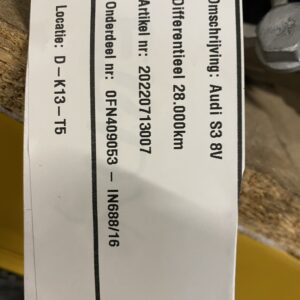 Omschrijving: Audi S3 8V
Differentieel 28.000km
Artikel nr: 20220713007
Onderdeel nr: 0FN409053 - IN688/16
Locatie: D-K13-T5